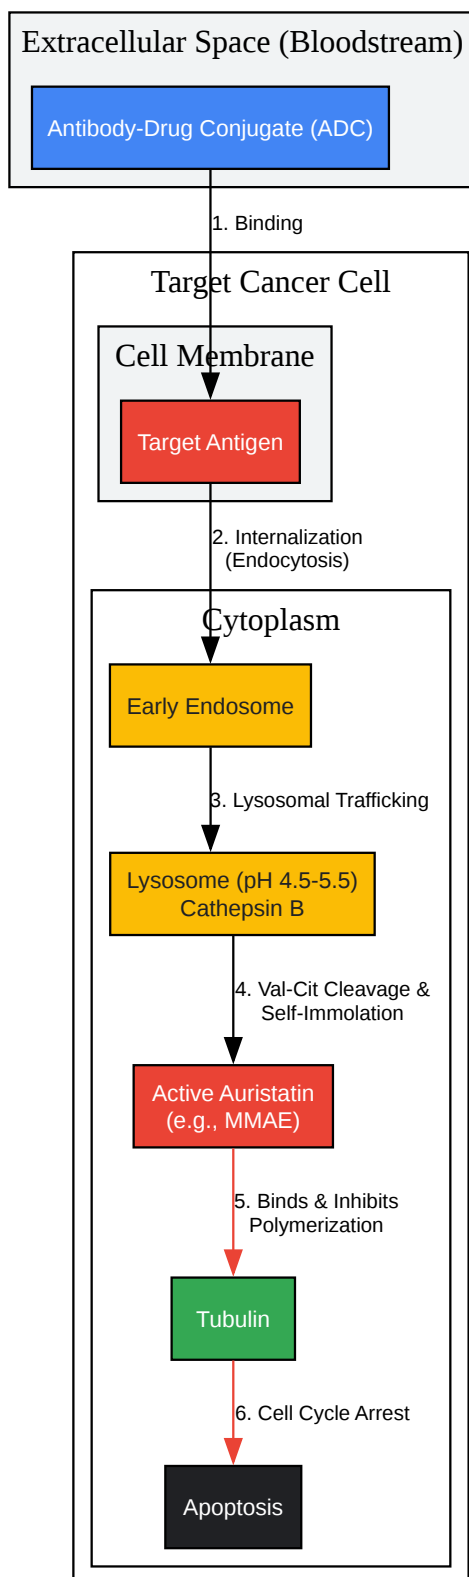 Extracellular Space (Bloodstream)
Antibody-Drug Conjugate (ADC)
1. Binding
Target Cancer Cell
Cell Membrane
Target Antigen
2. Internalization
(Endocytosis)
Cytoplasm
Early Endosome
3. Lysosomal Trafficking
Lysosome (pH 4.5-5.5)
Cathepsin B
4. Val-Cit Cleavage &
Self-Immolation
Active Auristatin
(e.g., MMAE)
5. Binds & Inhibits
Polymerization
Tubulin
6. Cell Cycle Arrest
Apoptosis